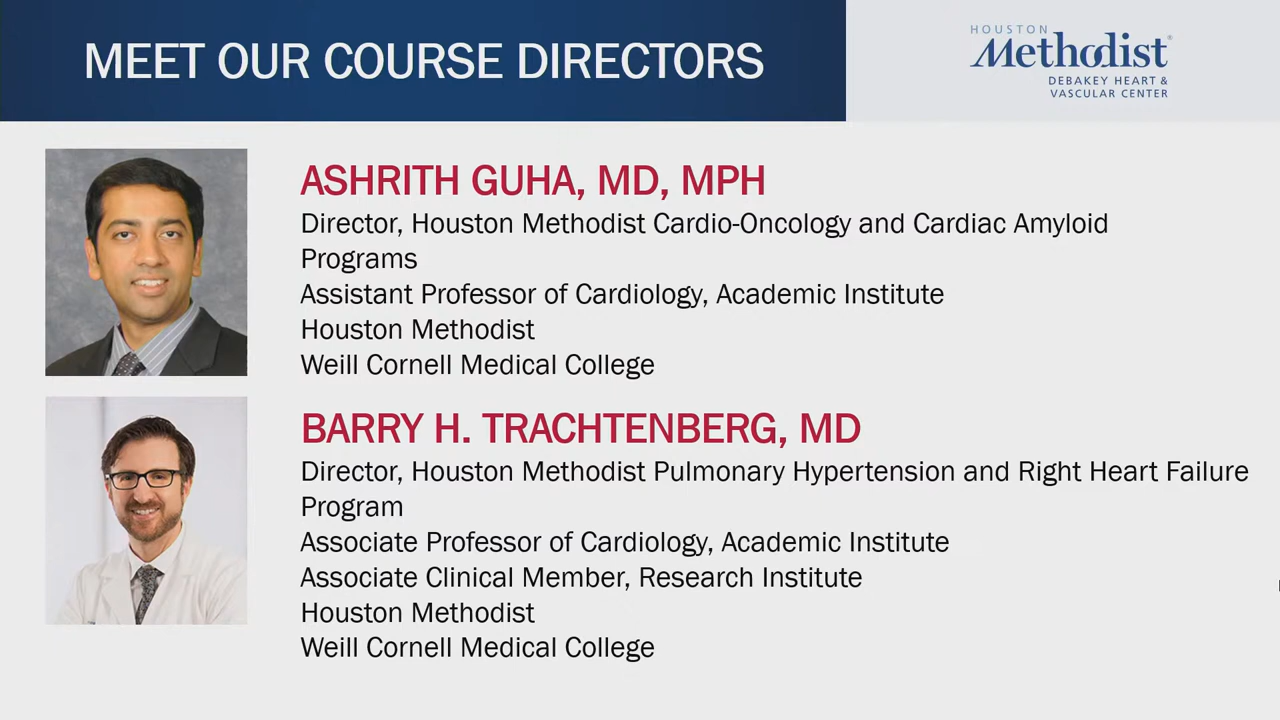 MEET OUR COURSE DIRECTORS
HOUSTON
Methodist®
DEBAKEY HEART &
VASCULAR CENTER
ASHRITH GUHA, MD, MPH
Director, Houston Methodist Cardio-Oncology and Cardiac Amyloid
Programs
Assistant Professor of Cardiology, Academic Institute
Houston Methodist
Weill Cornell Medical College
BARRY H. TRACHTENBERG, MD
Director, Houston Methodist Pulmonary Hypertension and Right Heart Failure
Program
Associate Professor of Cardiology, Academic Institute
Associate Clinical Member, Research Institute
Houston Methodist
Weill Cornell Medical College